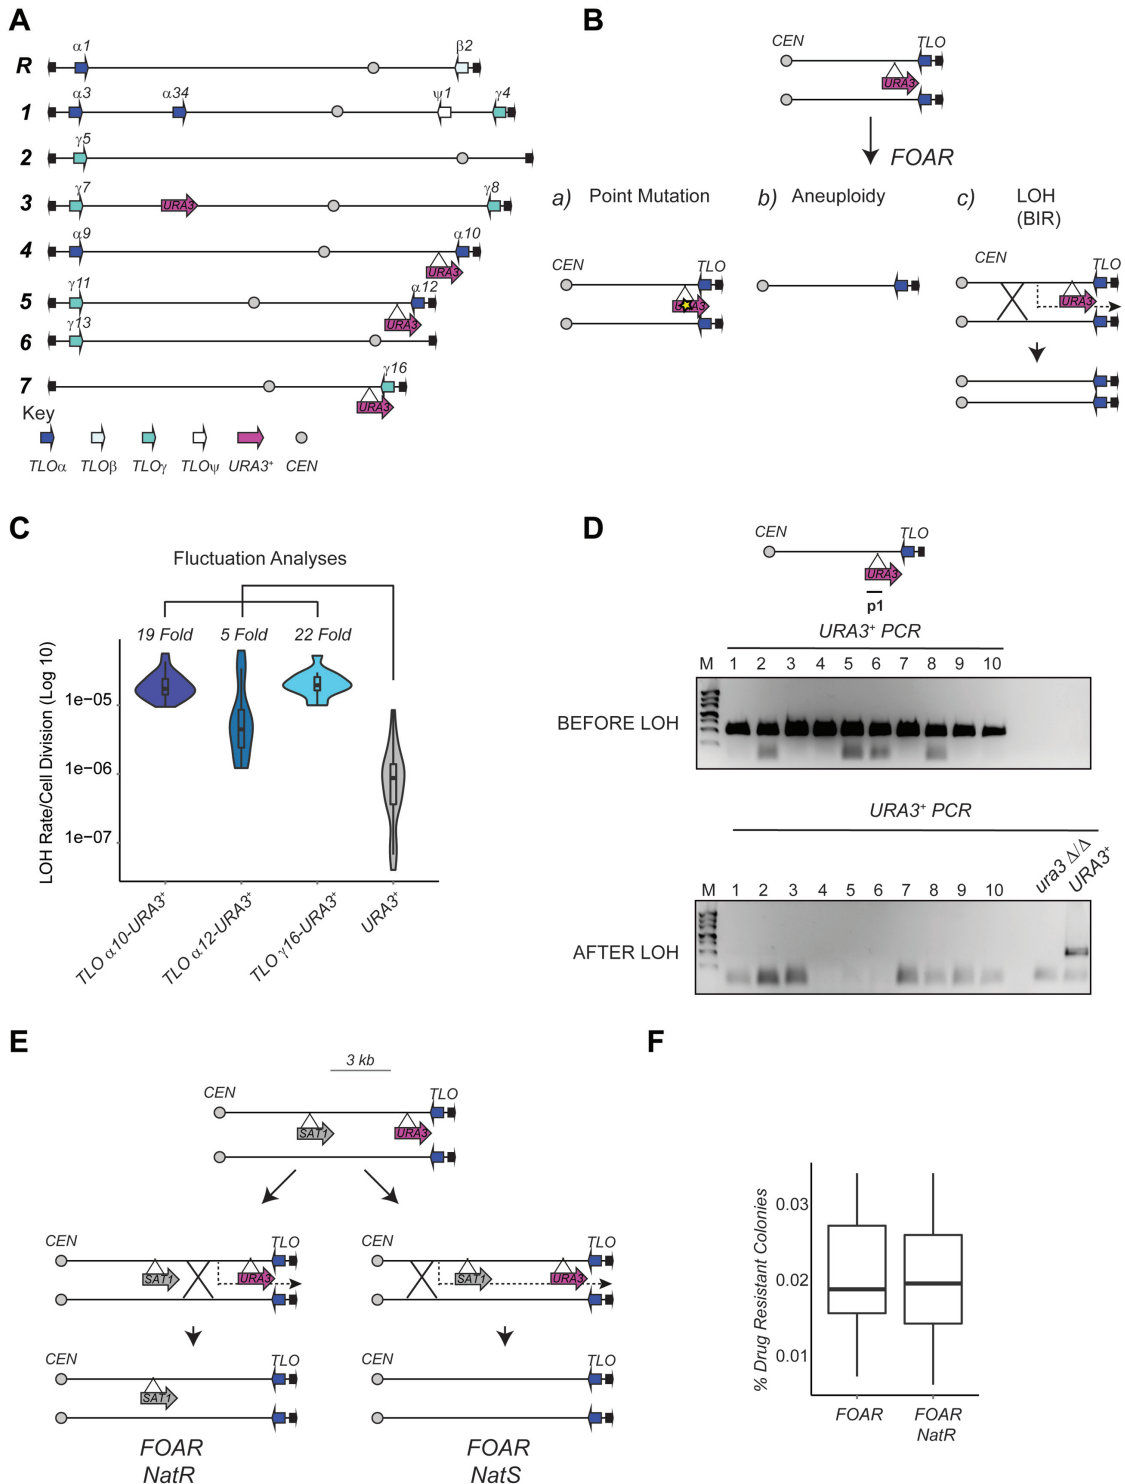 A
α1
β2
R
α3
α34
ψ1
γ4
1
γ5
2
γ7
URA3
γ8
3
α9
α10
4
URA3
γ11
α12
5
URA3
γ13
6
γ16
7
URA3
Key
TLOα TLOβ TLOγ TLOψ URA3+ CEN
B
CEN
TLO
URA3
FOAR
a) Point Mutation
b) Aneuploidy
c) LOH
(BIR)
CEN
TLO
URA3
CEN
TLO
URA3
C
Fluctuation Analyses
19 Fold 5 Fold 22 Fold
LOH Rate/Cell Division (Log 10)
1e−05
1e−06
1e−07
TLO α10-URA3+
TLO α12-URA3+
TLO γ16-URA3+
URA3+
D
CEN
TLO
URA3
p1
URA3+ PCR
M 1 2 3 4 5 6 7 8 9 10
BEFORE LOH
URA3+ PCR
ura3 Δ/Δ
URA3+
M 1 2 3 4 5 6 7 8 9 10
AFTER LOH
E
3 kb
CEN
TLO
SAT1
URA3
CEN
TLO
SAT1
URA3
CEN
TLO
SAT1
URA3
CEN
TLO
SAT1
CEN
TLO
FOAR
NatR
FOAR
NatS
F
% Drug Resistant Colonies
0.03
0.02
0.01
FOAR
FOAR
NatR